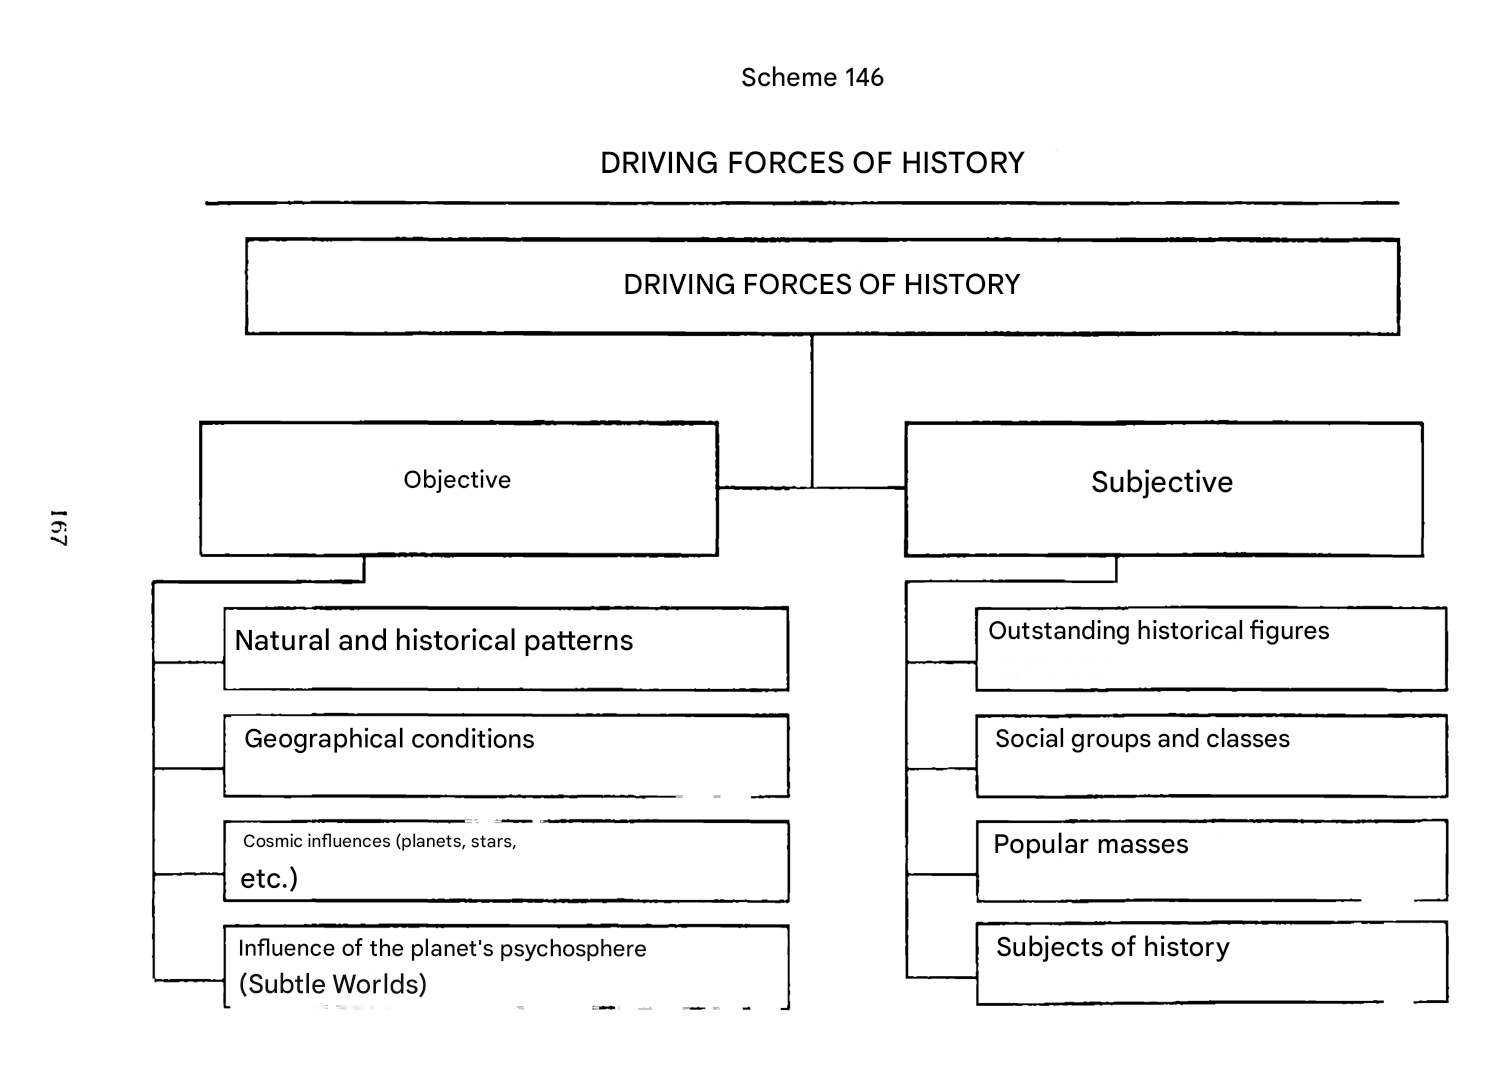 Scheme 146
DRIVING FORCES OF HISTORY
DRIVING FORCES OF HISTORY
Objective
Subjective
167
Natural and historical patterns
Geographical conditions
Cosmic influences (planets, stars,
etc.)
Influence of the planet's psychosphere
(Subtle Worlds)
Outstanding historical figures
Social groups and classes
Popular masses
Subjects of history